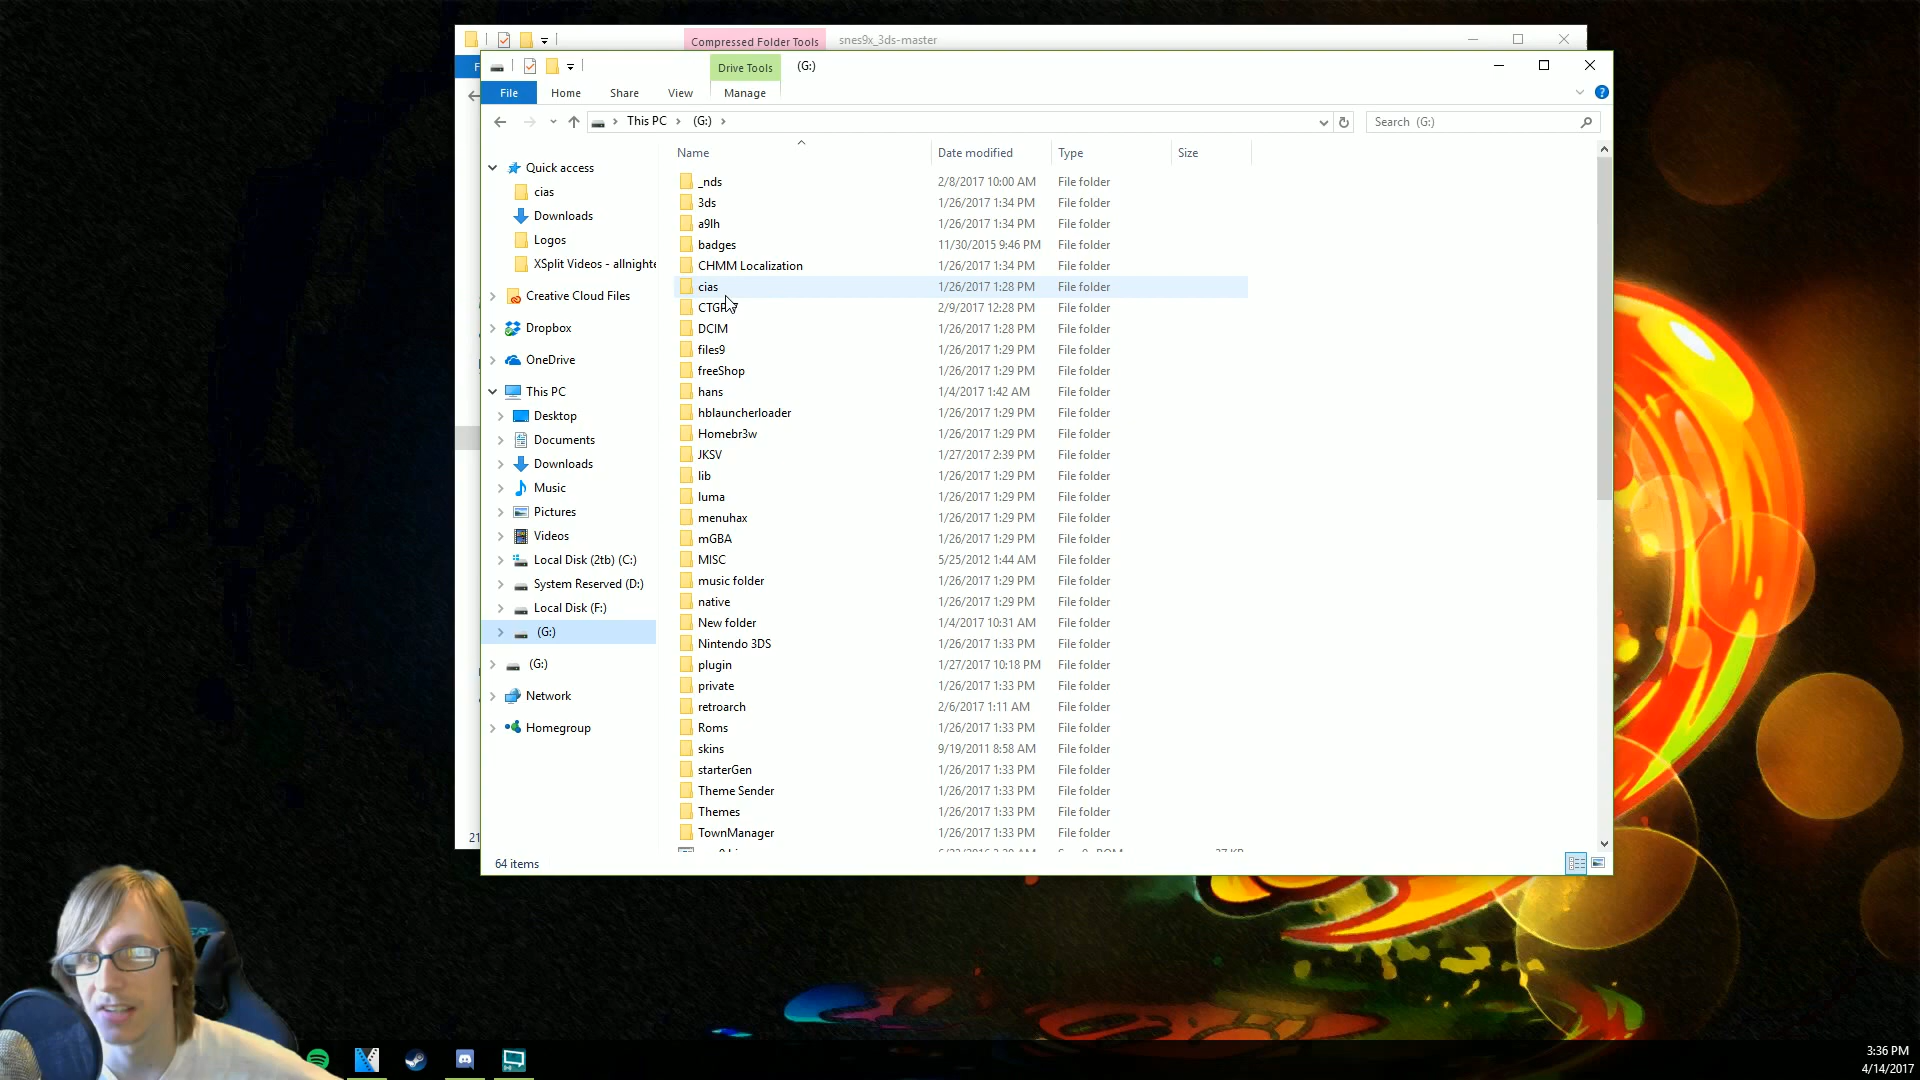 Compressed Folder Tools snes9x_3ds-master
F
Drive Tools (G:)
File Home Share View Manage
This PC (G:) Search (G:)
Name Date modified Type Size
Quick access
cias
Downloads
Logos
XSplit Videos - allnighte
Creative Cloud Files
Dropbox
OneDrive
This PC
Desktop
Documents
Downloads
Music
Pictures
Videos
Local Disk (2tb) (C:)
System Reserved (D:)
Local Disk (F:)
(G:)
(G:)
Network
Homegroup
_nds 2/8/2017 10:00 AM File folder
3ds 1/26/2017 1:34 PM File folder
a9lh 1/26/2017 1:34 PM File folder
badges 11/30/2015 9:46 PM File folder
CHMM Localization 1/26/2017 1:34 PM File folder
cias 1/26/2017 1:28 PM File folder
2/9/2017 12:28 PM File folder
DCIM 1/26/2017 1:28 PM File folder
files9 1/26/2017 1:29 PM File folder
freeShop 1/26/2017 1:29 PM File folder
hans 1/4/2017 1:42 AM File folder
hblauncherloader 1/26/2017 1:29 PM File folder
Homebr3w 1/26/2017 1:29 PM File folder
JKSV 1/27/2017 2:39 PM File folder
lib 1/26/2017 1:29 PM File folder
luma 1/26/2017 1:29 PM File folder
menuhax 1/26/2017 1:29 PM File folder
mGBA 1/26/2017 1:29 PM File folder
MISC 5/25/2012 1:44 AM File folder
music folder 1/26/2017 1:29 PM File folder
native 1/26/2017 1:29 PM File folder
New folder 1/4/2017 10:31 AM File folder
Nintendo 3DS 1/26/2017 1:33 PM File folder
plugin 1/27/2017 10:18 PM File folder
private 1/26/2017 1:33 PM File folder
retroarch 2/6/2017 1:11 AM File folder
Roms 1/26/2017 1:33 PM File folder
skins 9/19/2011 8:58 AM File folder
starterGen 1/26/2017 1:33 PM File folder
Theme Sender 1/26/2017 1:33 PM File folder
Themes 1/26/2017 1:33 PM File folder
TownManager 1/26/2017 1:33 PM File folder
21
64 items
3:36 PM
4/14/2017